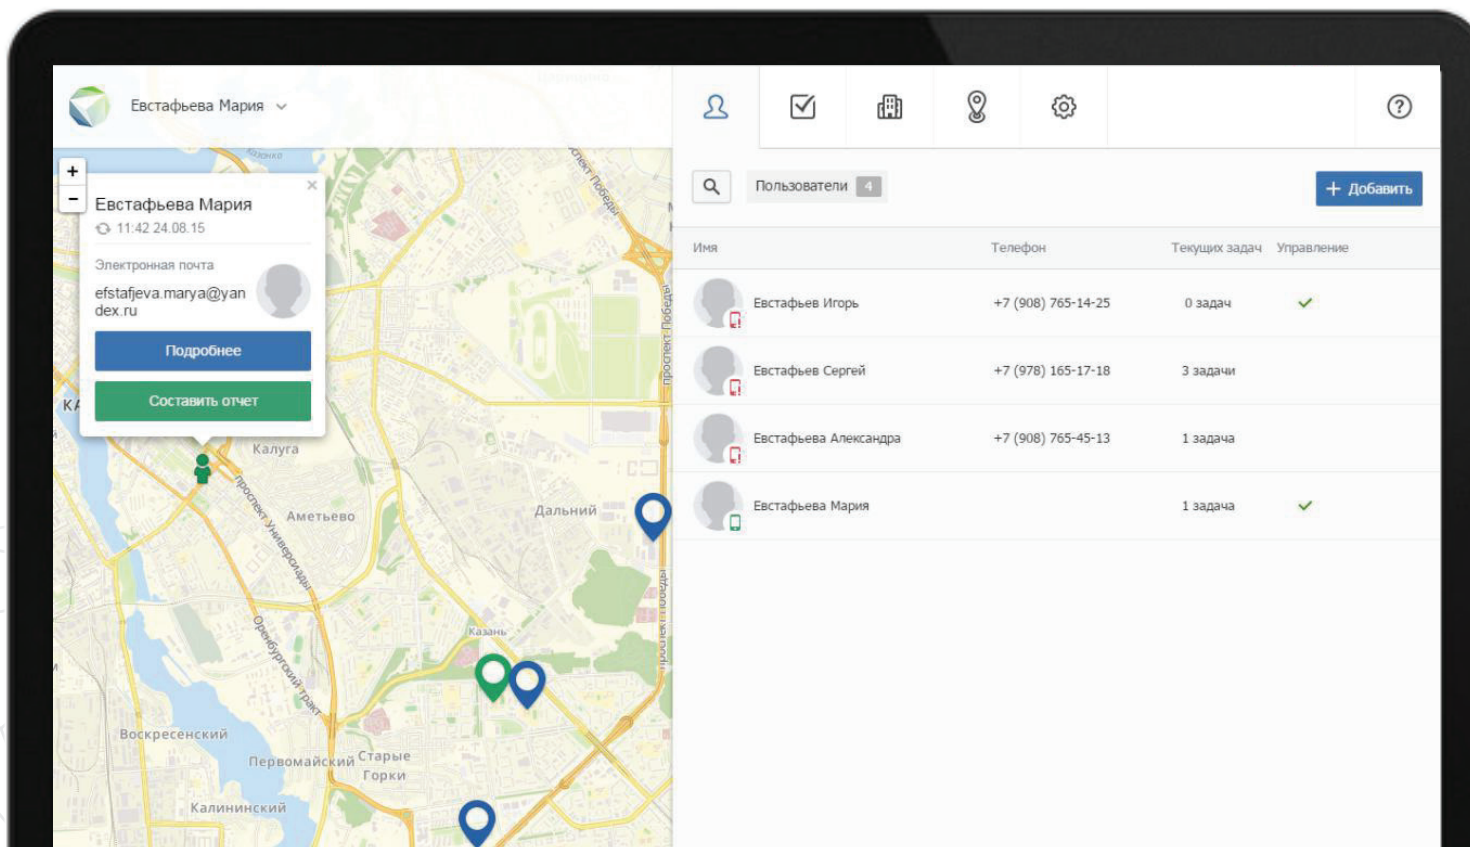 Евстафьева Мария
+
-
×
Евстафьева Мария
11:42 24.08.15
Электронная почта
efstafjeva.marya@yan
dex.ru
Подробнее
Составить отчет
Казанка
проспект Победы
проспект Победы
проспект Победы
Калуга
Аметьево
Дальний
проспект Универсиады
Оренбургский тракт
Казань
Воскресенский
Первомайский
Старые
Горки
Калининский
?
Пользователи 4
+ Добавить
Имя Телефон Текущих задач Управление
Евстафьев Игорь +7 (908) 765-14-25 0 задач
Евстафьев Сергей +7 (978) 165-17-18 3 задачи
Евстафьева Александра +7 (908) 765-45-13 1 задача
Евстафьева Мария 1 задача